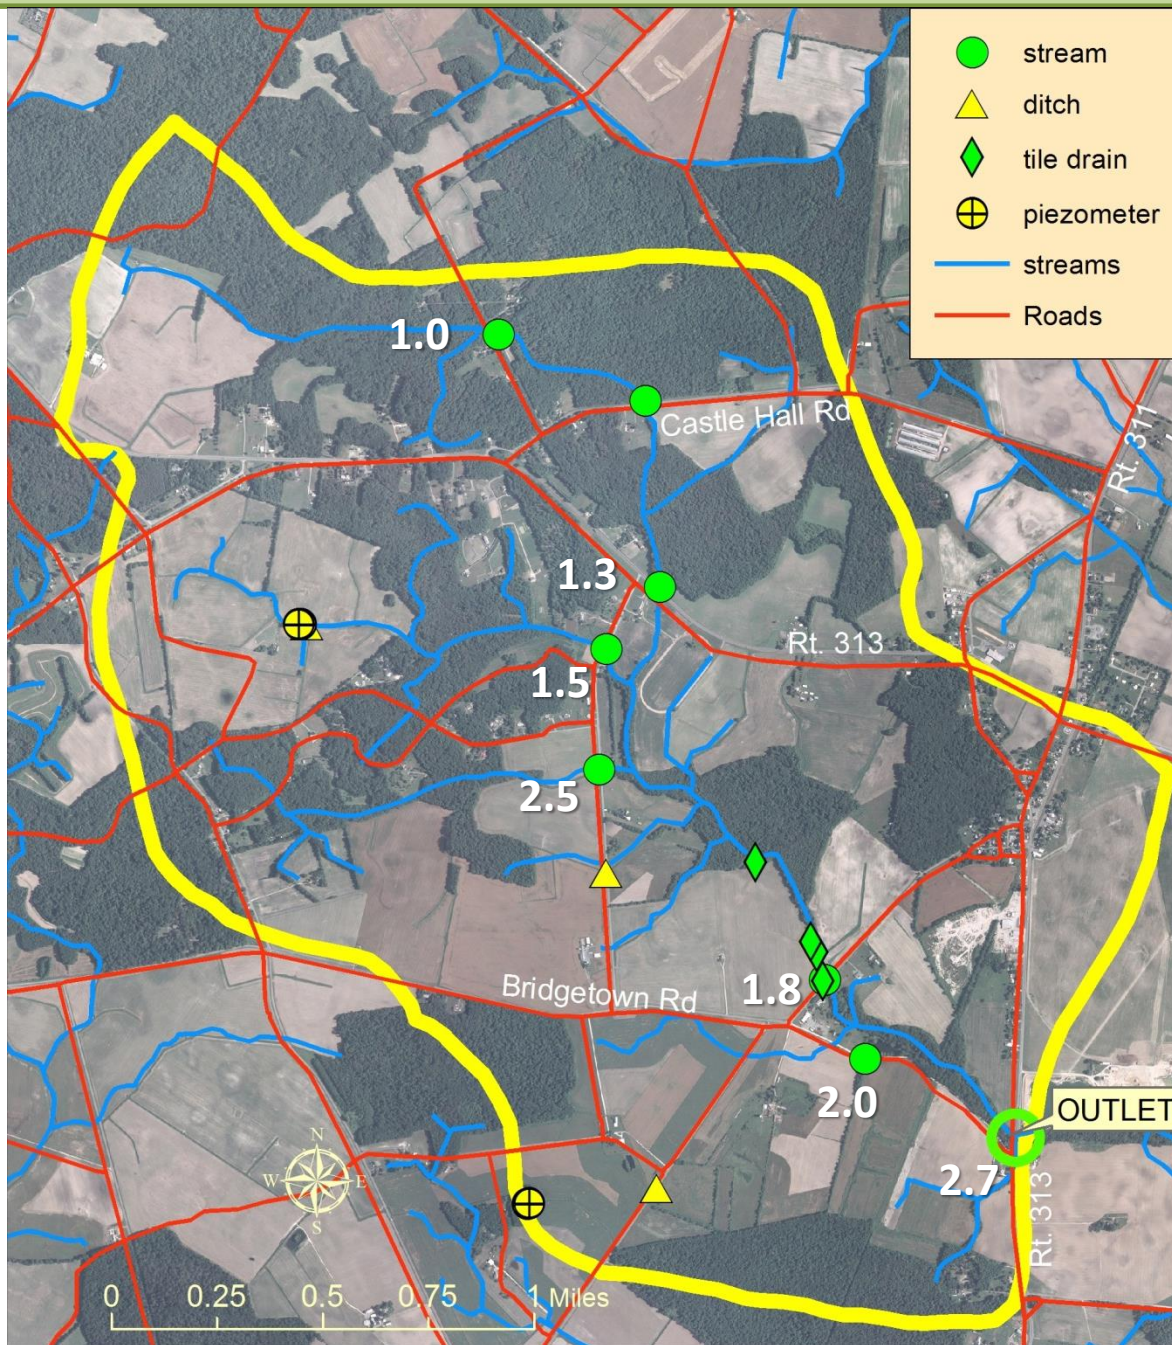 stream
ditch
tile drain
piezometer
streams
Roads
1.0
Castle Hall Rd
Rt. 311
1.3
Rt. 313
1.5
2.5
1.8
Bridgetown Rd
2.0
OUTLET
2.7
Rt. 313
N
W E
S
0 0.25 0.5 0.75 1 Miles